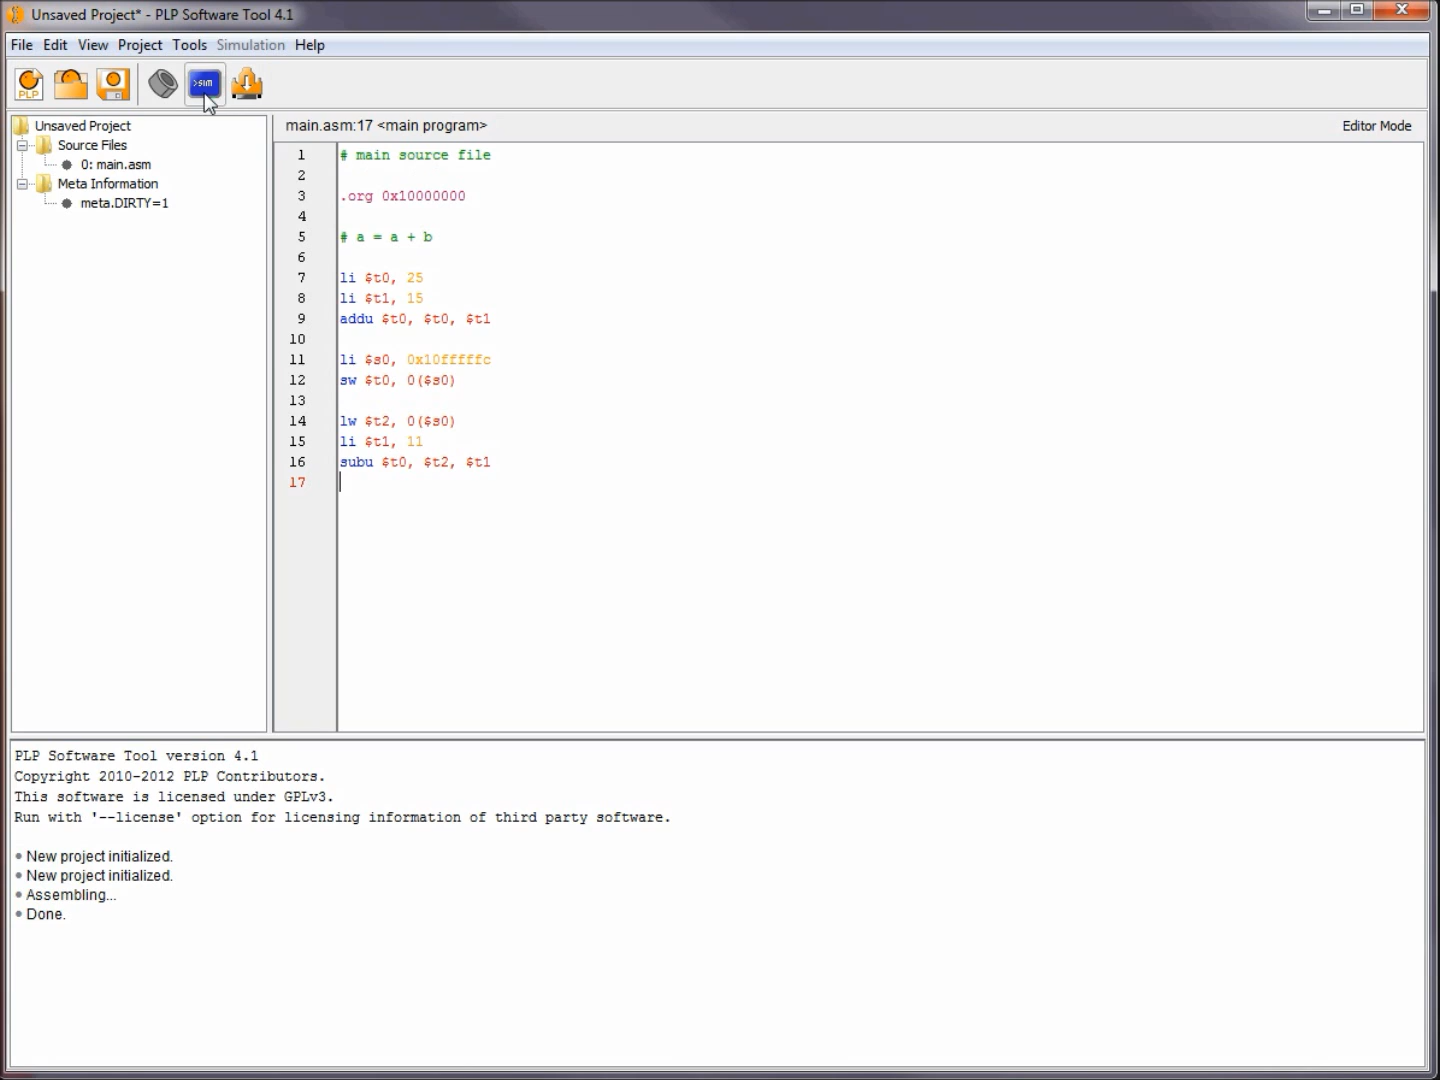 Unsaved Project* - PLP Software Tool 4.1
File Edit View Project Tools Simulation Help
PLP >sim
Unsaved Project
Source Files
0: main.asm
Meta Information
meta.DIRTY=1
main.asm:17 <main program> Editor Mode
1 # main source file
2
3 .org 0x10000000
4
5 # a = a + b
6
7 li $t0, 25
8 li $t1, 15
9 addu $t0, $t0, $t1
10
11 li $s0, 0x10fffffc
12 sw $t0, 0($s0)
13
14 lw $t2, 0($s0)
15 li $t1, 11
16 subu $t0, $t2, $t1
17
PLP Software Tool version 4.1
Copyright 2010-2012 PLP Contributors.
This software is licensed under GPLv3.
Run with '--license' option for licensing information of third party software.
New project initialized.
New project initialized.
Assembling...
Done.